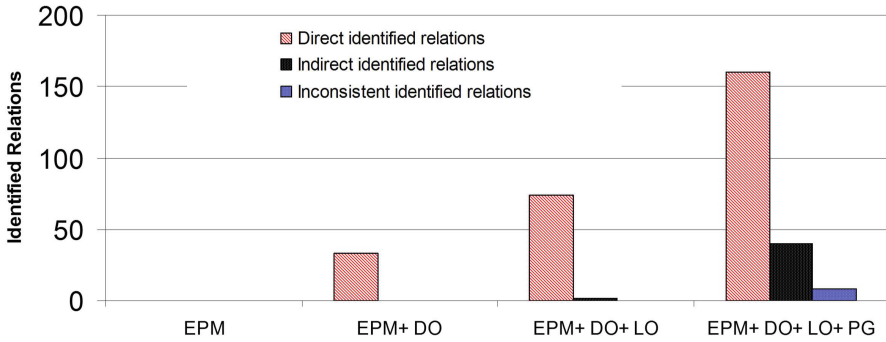 200
150
100
50
0
Identified Relations
Direct identified relations
Indirect identified relations
Inconsistent identified relations
EPM
EPM+ DO
EPM+ DO+ LO
EPM+ DO+ LO+ PG